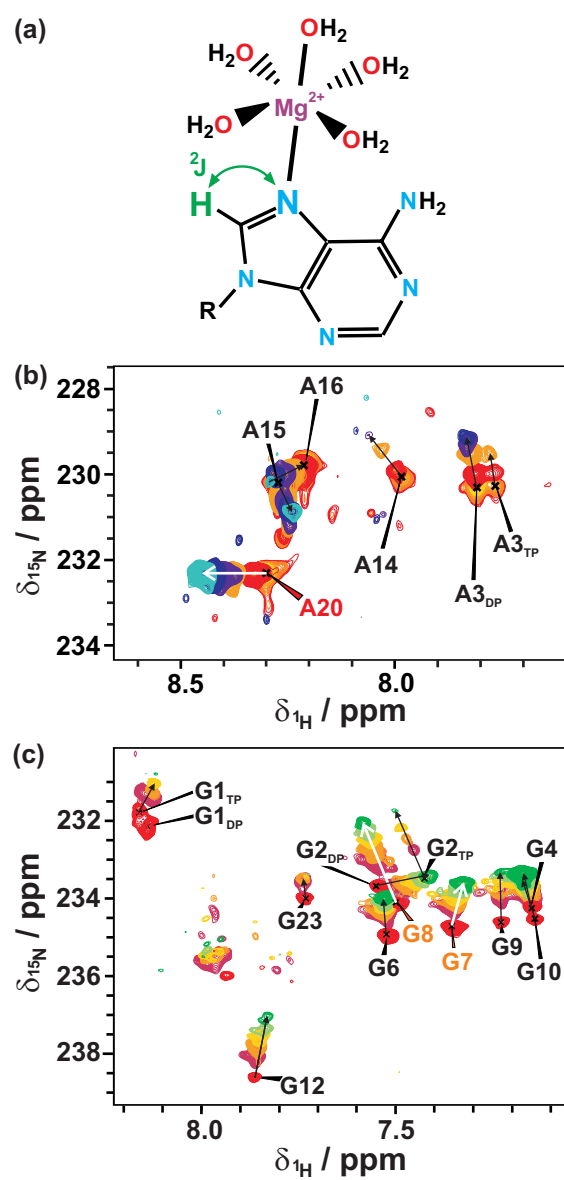 (a)
OH₂
H₂O
OH₂
Mg²⁺
H₂O
OH₂
²J
H
N
NH₂
N
N
R
N
(b)
228
A16
A15
230
A14
A3TP
232
A20
A3DP
234
δ15N / ppm
8.5
8.0
δ1H / ppm
(c)
G1TP
232
G1DP
G2DP
G2TP
G4
234
G23
G8
G6
G7
G9
G10
236
238
G12
δ15N / ppm
8.0
7.5
δ1H / ppm